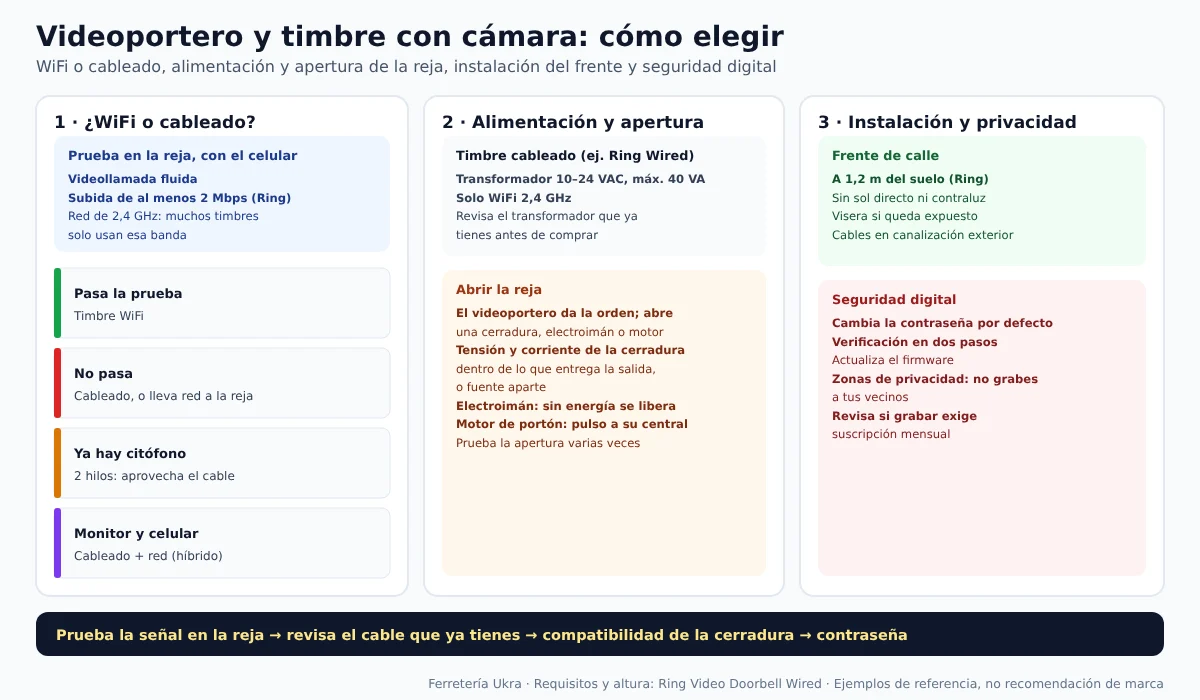 Videoportero y timbre con cámara: cómo elegir
WiFi o cableado, alimentación y apertura de la reja, instalación del frente y seguridad digital
1 · ¿WiFi o cableado?
Prueba en la reja, con el celular
Videollamada fluida
Subida de al menos 2 Mbps (Ring)
Red de 2,4 GHz: muchos timbres
solo usan esa banda
Pasa la prueba
Timbre WiFi
No pasa
Cableado, o lleva red a la reja
Ya hay citófono
2 hilos: aprovecha el cable
Monitor y celular
Cableado + red (híbrido)
2 · Alimentación y apertura
Timbre cableado (ej. Ring Wired)
Transformador 10–24 VAC, máx. 40 VA
Solo WiFi 2,4 GHz
Revisa el transformador que ya
tienes antes de comprar
Abrir la reja
El videoportero da la orden; abre
una cerradura, electroimán o motor
Tensión y corriente de la cerradura
dentro de lo que entrega la salida,
o fuente aparte
Electroimán: sin energía se libera
Motor de portón: pulso a su central
Prueba la apertura varias veces
3 · Instalación y privacidad
Frente de calle
A 1,2 m del suelo (Ring)
Sin sol directo ni contraluz
Visera si queda expuesto
Cables en canalización exterior
Seguridad digital
Cambia la contraseña por defecto
Verificación en dos pasos
Actualiza el firmware
Zonas de privacidad: no grabes
a tus vecinos
Revisa si grabar exige
suscripción mensual
Prueba la señal en la reja → revisa el cable que ya tienes → compatibilidad de la cerradura → contraseña
Ferretería Ukra · Requisitos y altura: Ring Video Doorbell Wired · Ejemplos de referencia, no recomendación de marca